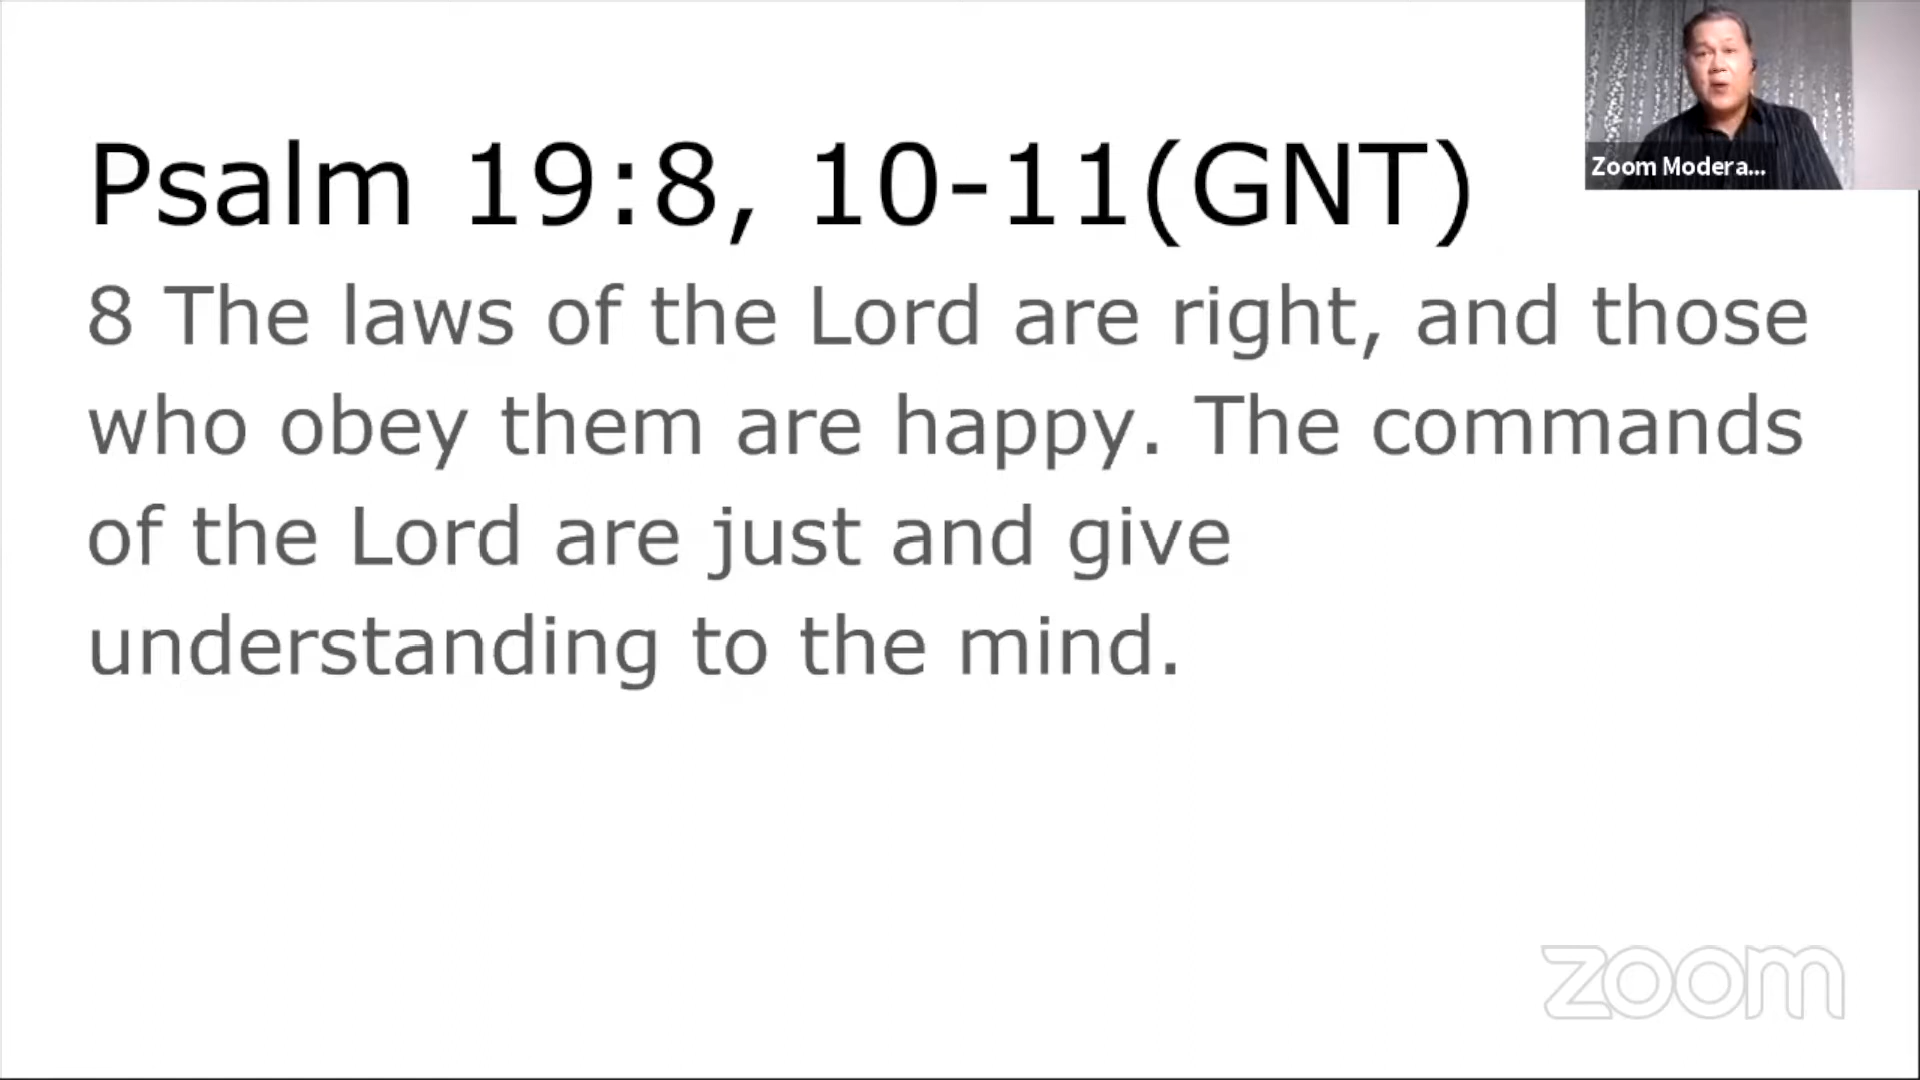 Psalm 19:8, 10-11(GNT)
8 The laws of the Lord are right, and those
who obey them are happy. The commands
of the Lord are just and give
understanding to the mind.
Zoom Modera...
zoom